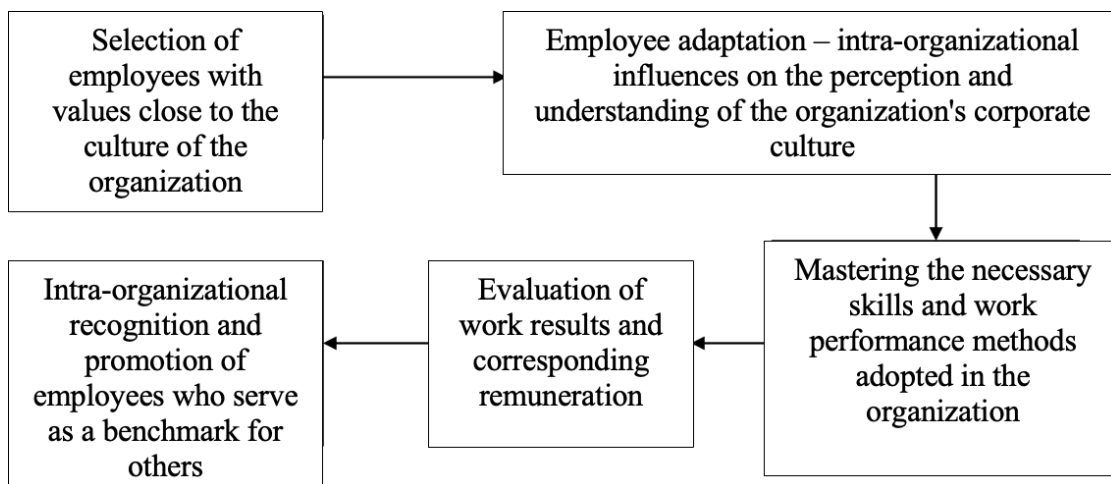 Selection of
employees with
values close to the
culture of the
organization
Employee adaptation – intra-organizational
influences on the perception and
understanding of the organization's corporate
culture
Mastering the necessary
skills and work
performance methods
adopted in the
organization
Evaluation of
work results and
corresponding
remuneration
Intra-organizational
recognition and
promotion of
employees who serve
as a benchmark for
others